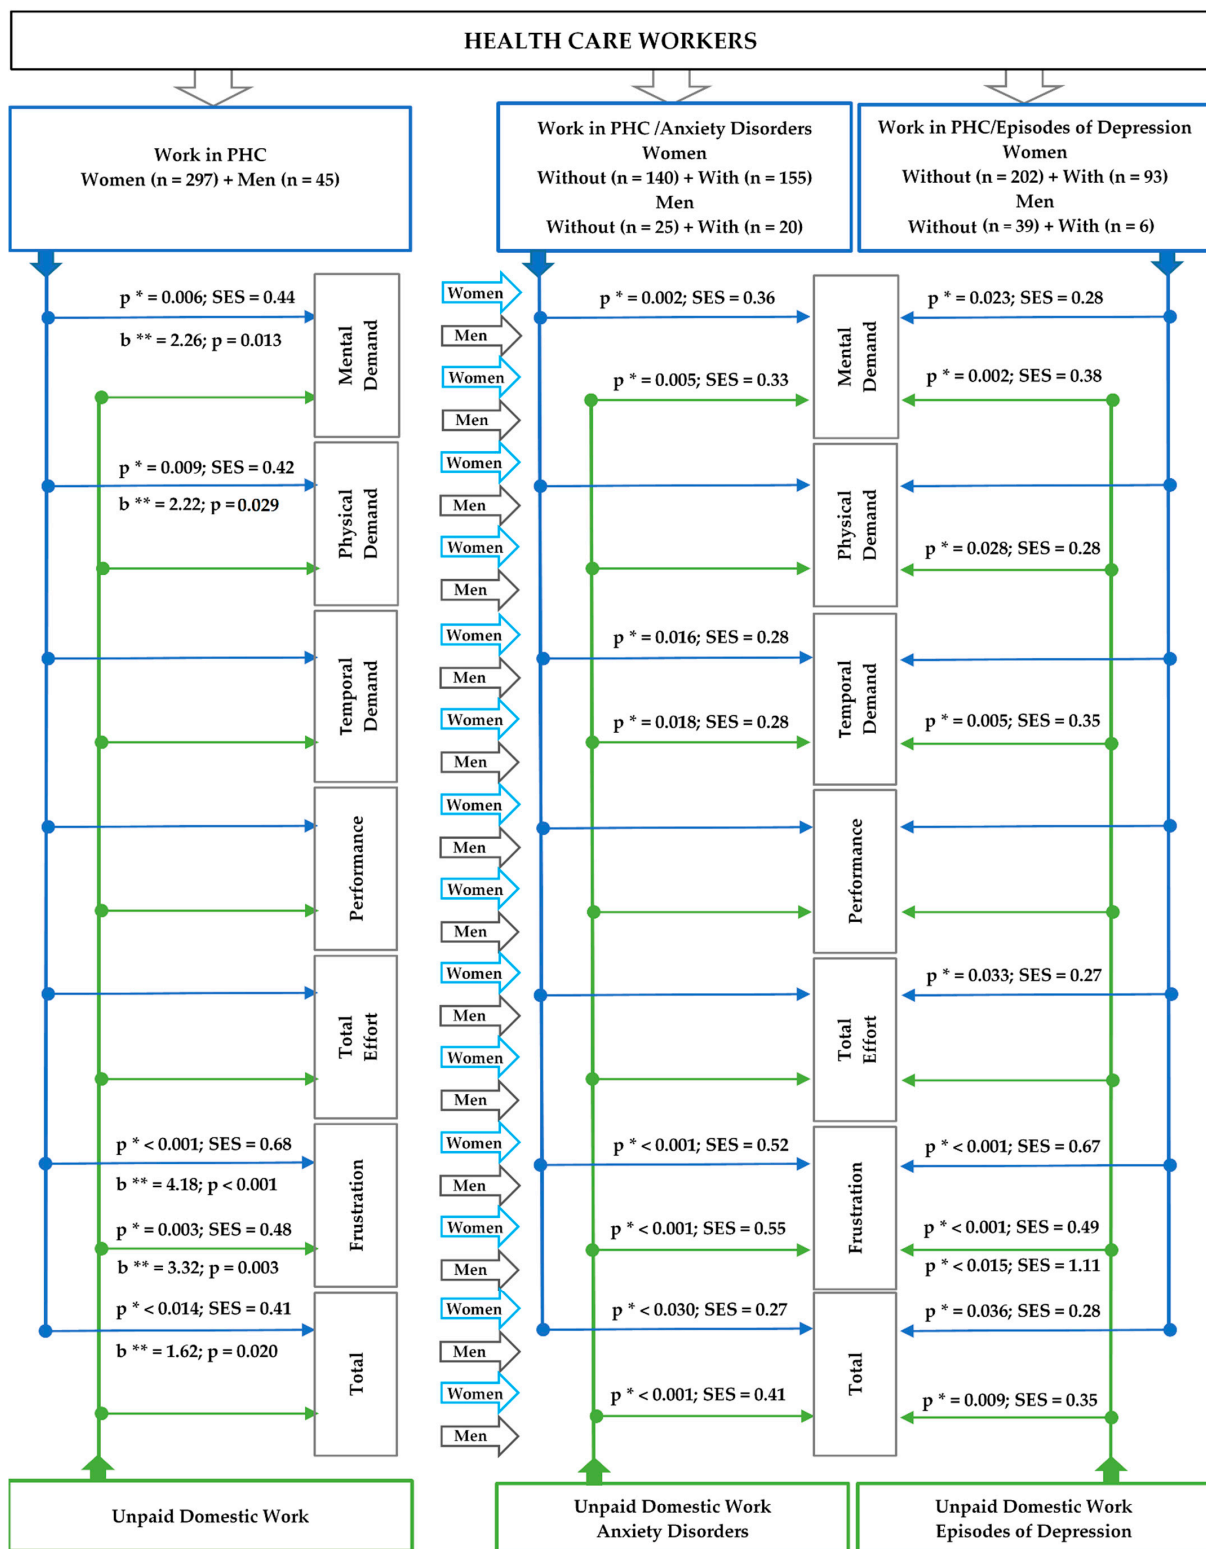 HEALTH CARE WORKERS
Work in PHC
Women (n = 297) + Men (n = 45)
Work in PHC /Anxiety Disorders
Women
Without (n = 140) + With (n = 155)
Men
Without (n = 25) + With (n = 20)
Work in PHC/Episodes of Depression
Women
Without (n = 202) + With (n = 93)
Men
Without (n = 39) + With (n = 6)
p * = 0.006; SES = 0.44
b ** = 2.26; p = 0.013
Mental
Demand
p * = 0.009; SES = 0.42
b ** = 2.22; p = 0.029
Physical
Demand
Temporal
Demand
Performance
Total
Effort
p * < 0.001; SES = 0.68
b ** = 4.18; p < 0.001
p * = 0.003; SES = 0.48
b ** = 3.32; p = 0.003
Frustration
p * < 0.014; SES = 0.41
b ** = 1.62; p = 0.020
Total
Women
Men
Women
Men
Women
Men
Women
Men
Women
Men
Women
Men
Women
Men
Women
Men
Women
Men
Women
Men
Women
Men
Women
Men
Women
Men
Women
Men
p * = 0.002; SES = 0.36
p * = 0.005; SES = 0.33
p * = 0.016; SES = 0.28
p * = 0.018; SES = 0.28
p * < 0.001; SES = 0.52
p * < 0.001; SES = 0.55
p * < 0.030; SES = 0.27
p * < 0.001; SES = 0.41
Mental
Demand
Physical
Demand
Temporal
Demand
Performance
Total
Effort
Frustration
Total
p * = 0.023; SES = 0.28
p * = 0.002; SES = 0.38
p * = 0.028; SES = 0.28
p * = 0.005; SES = 0.35
p * = 0.033; SES = 0.27
p * < 0.001; SES = 0.67
p * < 0.001; SES = 0.49
p * < 0.015; SES = 1.11
p * = 0.036; SES = 0.28
p * = 0.009; SES = 0.35
Unpaid Domestic Work
Unpaid Domestic Work
Anxiety Disorders
Unpaid Domestic Work
Episodes of Depression